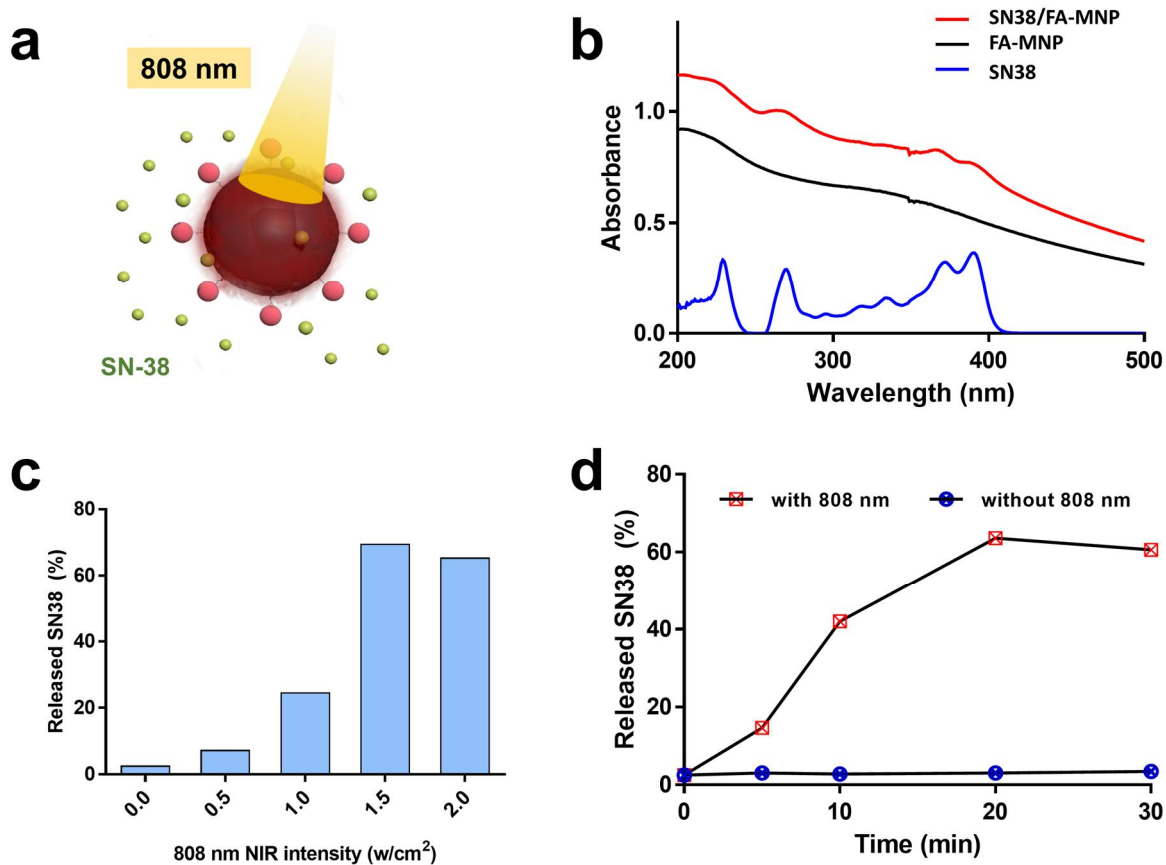 a
808 nm
SN-38
b
SN38/FA-MNP
FA-MNP
SN38
Absorbance
1.0
0.5
0.0
200
300
400
500
Wavelength (nm)
c
Released SN38 (%)
80
60
40
20
0
0.0
0.5
1.0
1.5
2.0
808 nm NIR intensity (w/cm²)
d
with 808 nm
without 808 nm
Released SN38 (%)
80
60
40
20
0
0
10
20
30
Time (min)